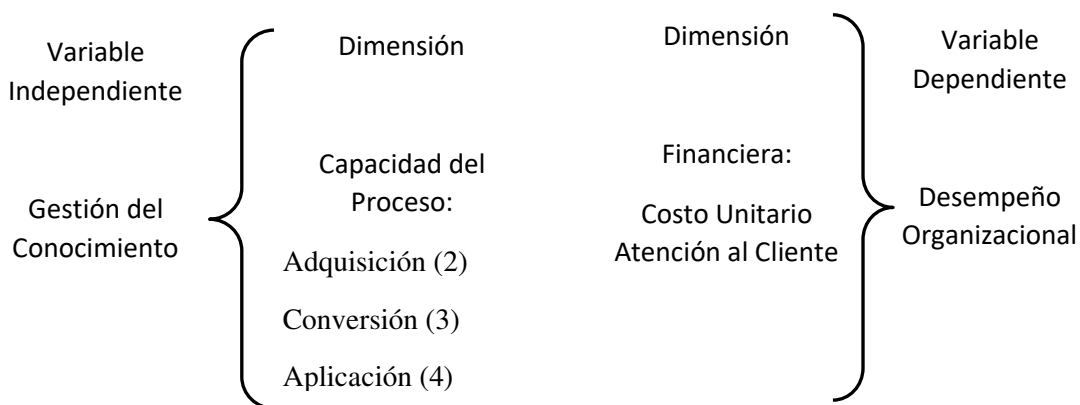 Variable
Independiente
Gestión del
Conocimiento
Dimensión
Capacidad del
Proceso:
Adquisición (2)
Conversión (3)
Aplicación (4)
Dimensión
Financiera:
Costo Unitario
Atención al Cliente
Variable
Dependiente
Desempeño
Organizacional